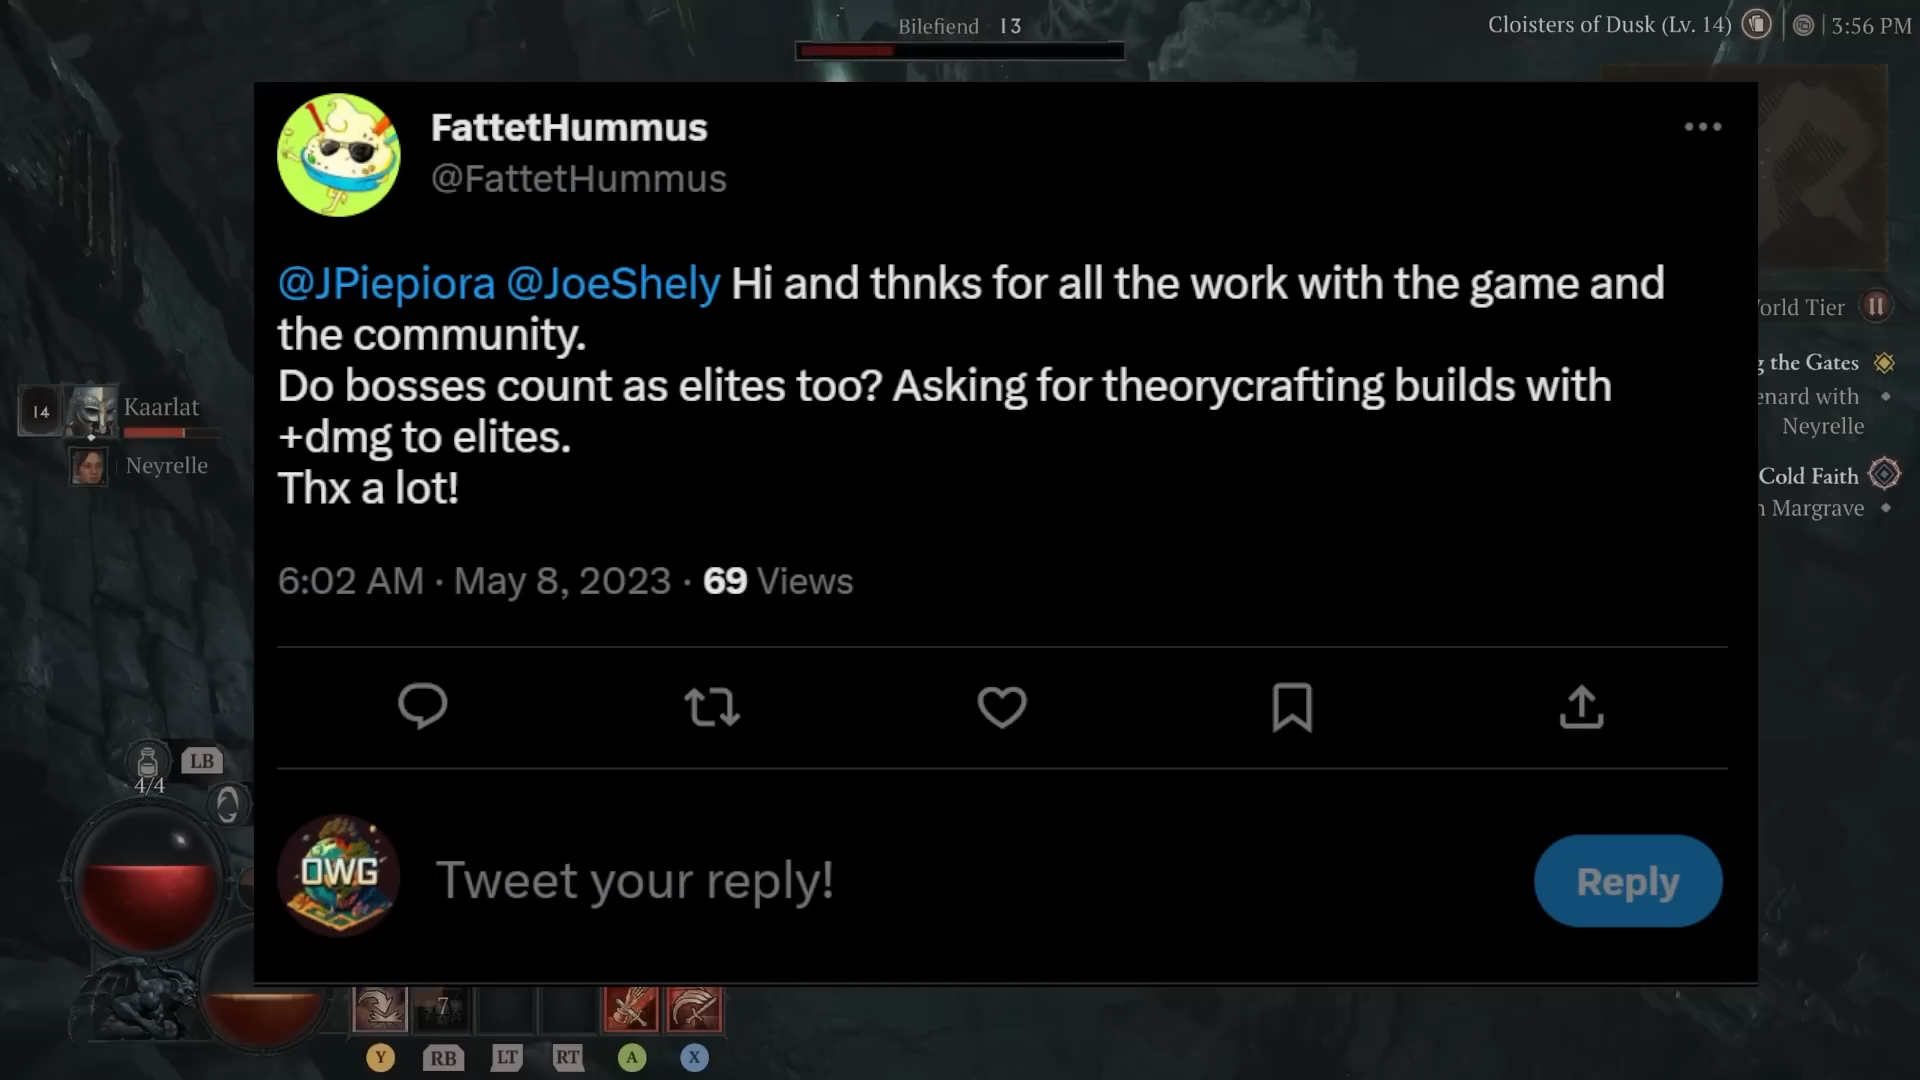 Bilefiend 13
Cloisters of Dusk (Lv. 14) 3:56 PM
FattetHummus
@FattetHummus
@JPiepiora @JoeShely Hi and thnks for all the work with the game and
the community.
Do bosses count as elites too? Asking for theorycrafting builds with
+dmg to elites.
Thx a lot!
6:02 AM · May 8, 2023 · 69 Views
OWG
Tweet your reply!
Reply
14 Kaarlat
Neyrelle
Tier II
the Gates
with
Neyrelle
Cold Faith
Margrave
LB
4/4
7
Y RB LT RT A X